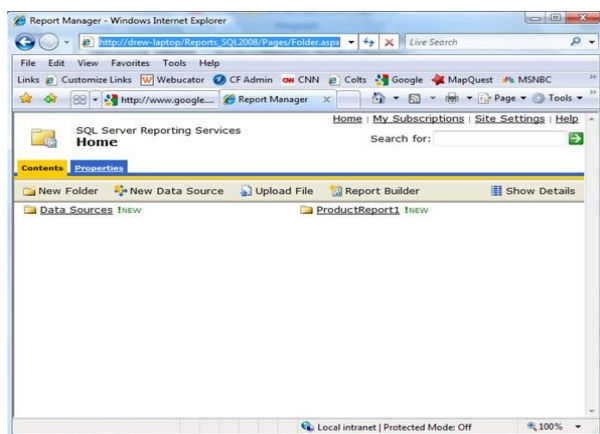 Report Manager - Windows Internet Explorer
http://drew-laptop/Reports_SQL2008/Pages/Folder.aspx Live Search
File Edit View Favorites Tools Help
Links Customize Links Webucator CF Admin CNN Colts Google MapQuest MSNBC »
http://www.google.... Report Manager Page Tools »
Home | My Subscriptions | Site Settings | Help
SQL Server Reporting Services
Home
Search for:
Contents Properties
New Folder New Data Source Upload File Report Builder Show Details
Data Sources !NEW ProductReport1 !NEW
Local intranet | Protected Mode: Off 100%